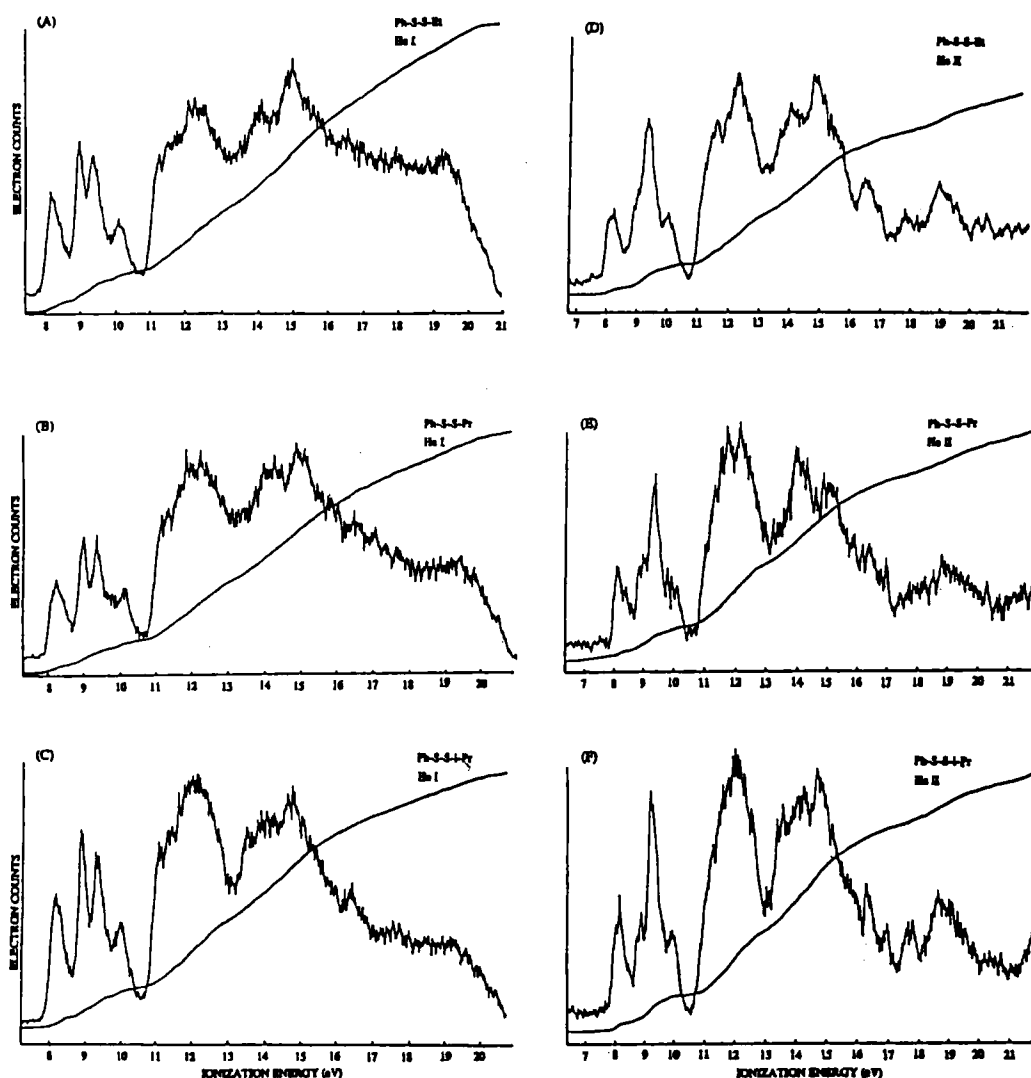 (A)
Ph-S-S-Et
He I
ELECTRON COUNTS
8 9 10 11 12 13 14 15 16 17 18 19 20 21
(D)
Ph-S-S-Et
He II
7 8 9 10 11 12 13 14 15 16 17 18 19 20 21
(B)
Ph-S-S-Pr
He I
ELECTRON COUNTS
8 9 10 11 12 13 14 15 16 17 18 19 20
(E)
Ph-S-S-Pr
He II
7 8 9 10 11 12 13 14 15 16 17 18 19 20 21
(C)
Ph-S-S-i-Pr
He I
ELECTRON COUNTS
8 9 10 11 12 13 14 15 16 17 18 19 20
IONIZATION ENERGY (eV)
(F)
Ph-S-S-i-Pr
He II
7 8 9 10 11 12 13 14 15 16 17 18 19 20 21
IONIZATION ENERGY (eV)